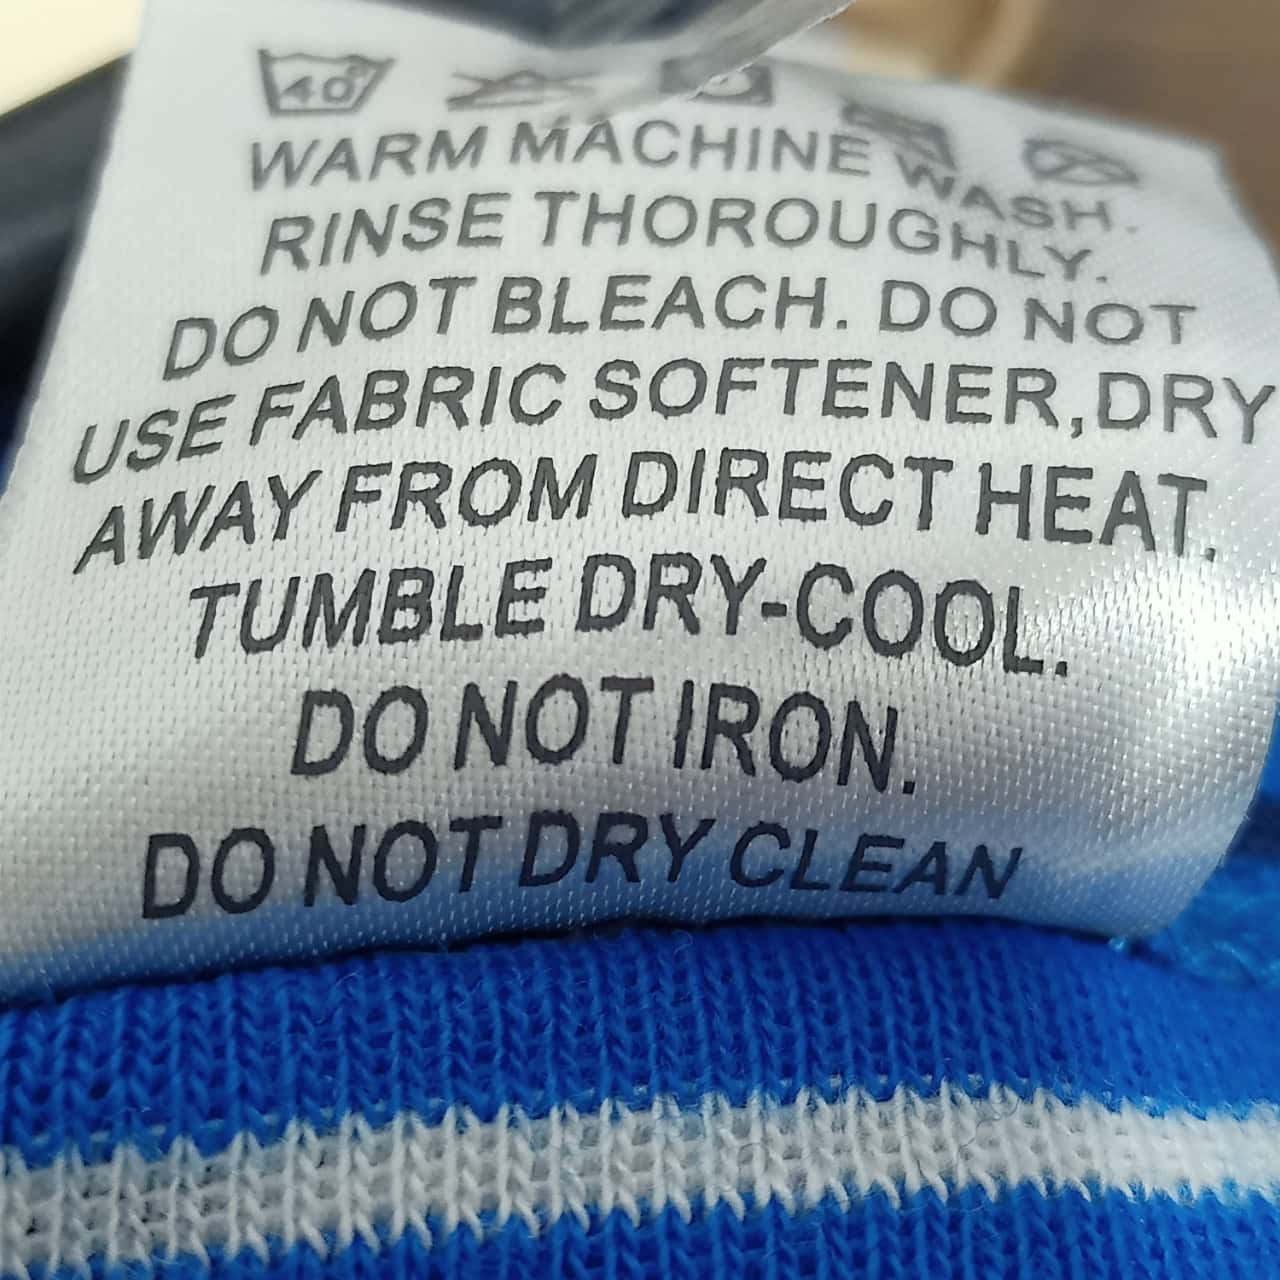 40°
WARM MACHINE WASH.
RINSE THOROUGHLY.
DO NOT BLEACH. DO NOT
USE FABRIC SOFTENER,DRY
AWAY FROM DIRECT HEAT.
TUMBLE DRY-COOL.
DO NOT IRON.
DO NOT DRY CLEAN